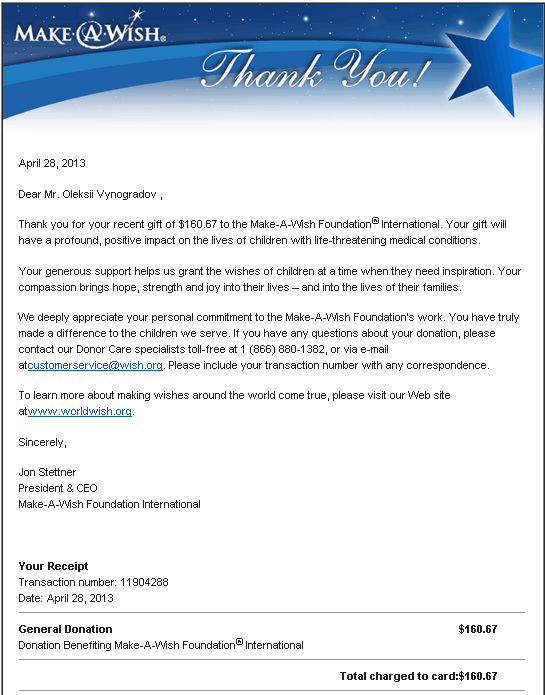 MAKE-A-WISH®
Thank You!
April 28, 2013
Dear Mr. Oleksii Vynogradov ,
Thank you for your recent gift of $160.67 to the Make-A-Wish Foundation® International. Your gift will
have a profound, positive impact on the lives of children with life-threatening medical conditions.
Your generous support helps us grant the wishes of children at a time when they need inspiration. Your
compassion brings hope, strength and joy into their lives – and into the lives of their families.
We deeply appreciate your personal commitment to the Make-A-Wish Foundation's work. You have truly
made a difference to the children we serve. If you have any questions about your donation, please
contact our Donor Care specialists toll-free at 1 (866) 880-1382, or via e-mail
atcustomerservice@wish.org. Please include your transaction number with any correspondence.
To learn more about making wishes around the world come true, please visit our Web site
atwww.worldwish.org.
Sincerely,
Jon Stettner
President & CEO
Make-A-Wish Foundation International
Your Receipt
Transaction number: 11904288
Date: April 28, 2013
General Donation $160.67
Donation Benefiting Make-A-Wish Foundation® International
Total charged to card:$160.67